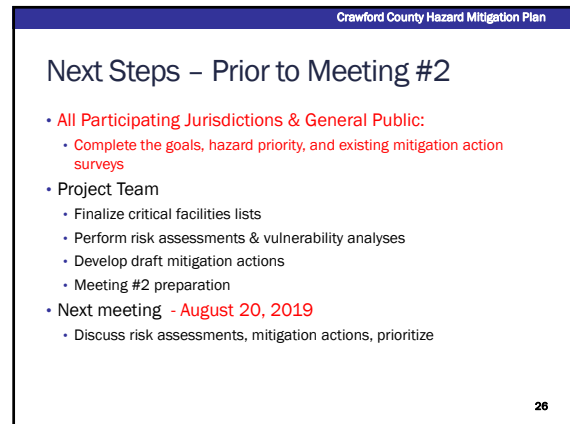 Crawford County Hazard Mitigation Plan
Next Steps – Prior to Meeting #2
• All Participating Jurisdictions & General Public:
• Complete the goals, hazard priority, and existing mitigation action
surveys
• Project Team
• Finalize critical facilities lists
• Perform risk assessments & vulnerability analyses
• Develop draft mitigation actions
• Meeting #2 preparation
• Next meeting - August 20, 2019
• Discuss risk assessments, mitigation actions, prioritize
26